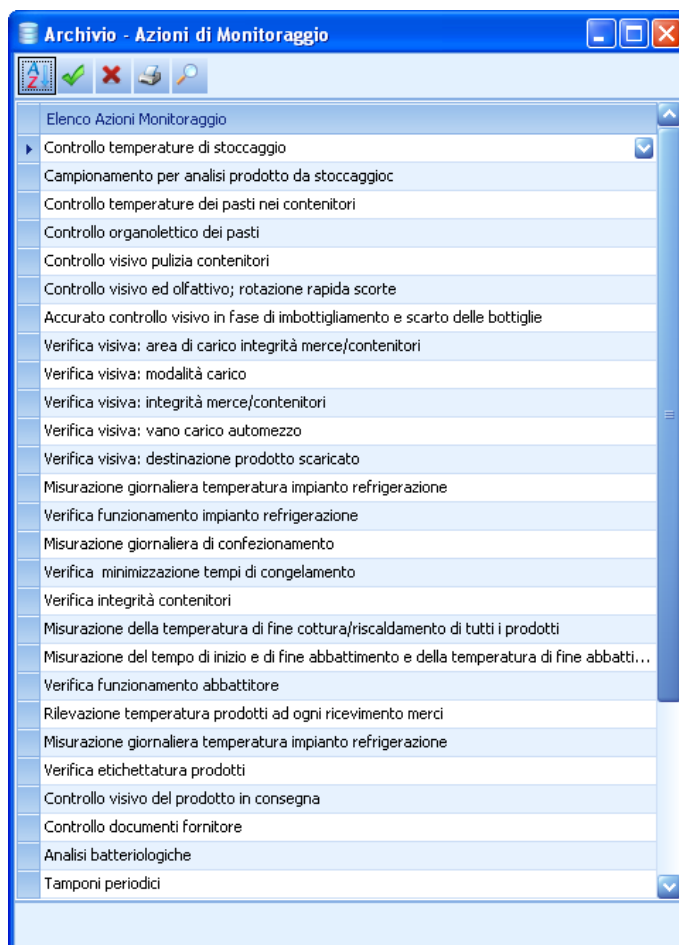 Archivio - Azioni di Monitoraggio
A
Z
Elenco Azioni Monitoraggio
Controllo temperature di stoccaggio
Campionamento per analisi prodotto da stoccaggioc
Controllo temperature dei pasti nei contenitori
Controllo organolettico dei pasti
Controllo visivo pulizia contenitori
Controllo visivo ed olfattivo; rotazione rapida scorte
Accurato controllo visivo in fase di imbottigliamento e scarto delle bottiglie
Verifica visiva: area di carico integrità merce/contenitori
Verifica visiva: modalità carico
Verifica visiva: integrità merce/contenitori
Verifica visiva: vano carico automezzo
Verifica visiva: destinazione prodotto scaricato
Misurazione giornaliera temperatura impianto refrigerazione
Verifica funzionamento impianto refrigerazione
Misurazione giornaliera di confezionamento
Verifica  minimizzazione tempi di congelamento
Verifica integrità contenitori
Misurazione della temperatura di fine cottura/riscaldamento di tutti i prodotti
Misurazione del tempo di inizio e di fine abbattimento e della temperatura di fine abbatti...
Verifica funzionamento abbattitore
Rilevazione temperatura prodotti ad ogni ricevimento merci
Misurazione giornaliera temperatura impianto refrigerazione
Verifica etichettatura prodotti
Controllo visivo del prodotto in consegna
Controllo documenti fornitore
Analisi batteriologiche
Tamponi periodici